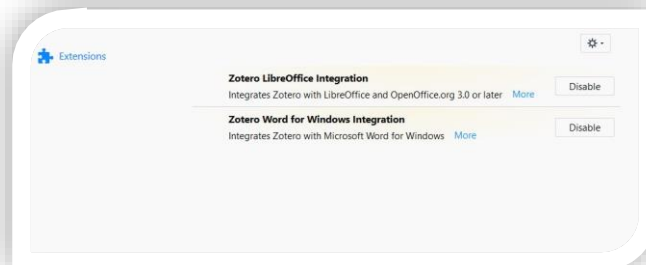 Extensions
Zotero LibreOffice Integration
Integrates Zotero with LibreOffice and OpenOffice.org 3.0 or later More
Disable
Zotero Word for Windows Integration
Integrates Zotero with Microsoft Word for Windows More
Disable